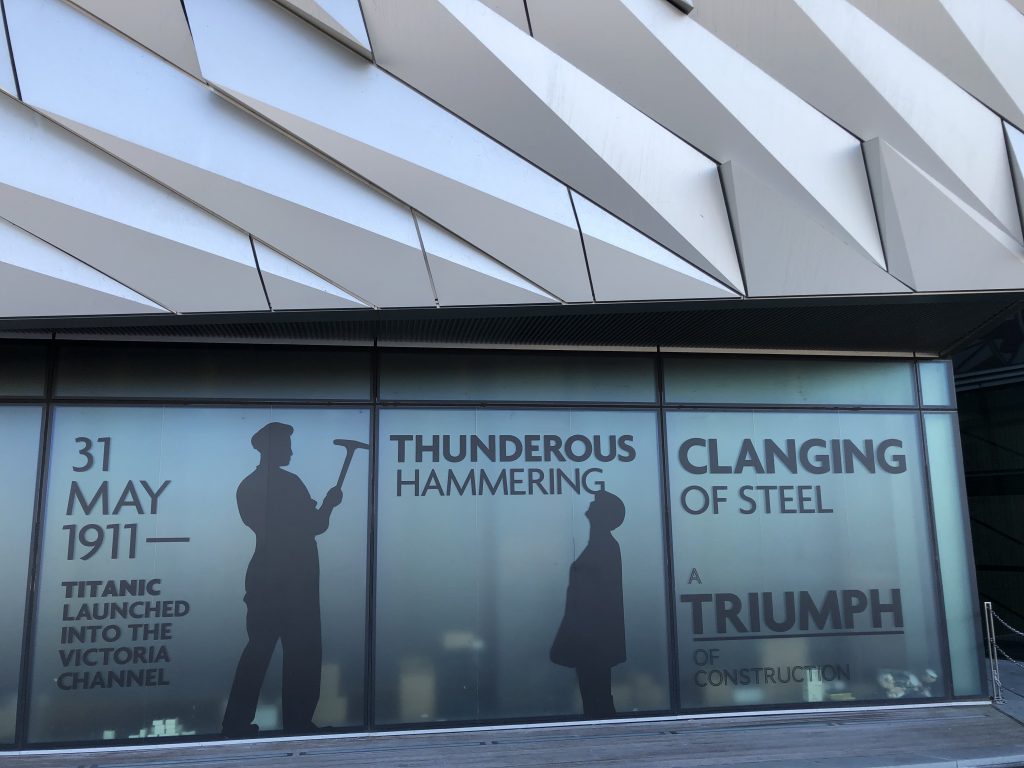 31
MAY
1911—
TITANIC
LAUNCHED
INTO THE
VICTORIA
CHANNEL
THUNDEROUS
HAMMERING
CLANGING
OF STEEL
A
TRIUMPH
OF
CONSTRUCTION